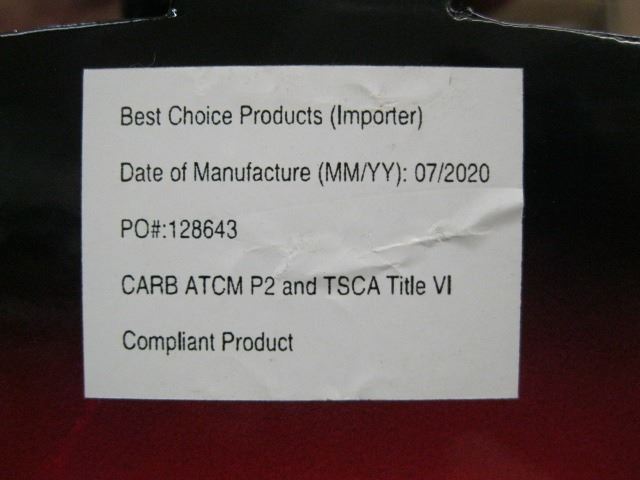 Best Choice Products (Importer)
Date of Manufacture (MM/YY): 07/2020
PO#:128643
CARB ATCM P2 and TSCA Title VI
Compliant Product